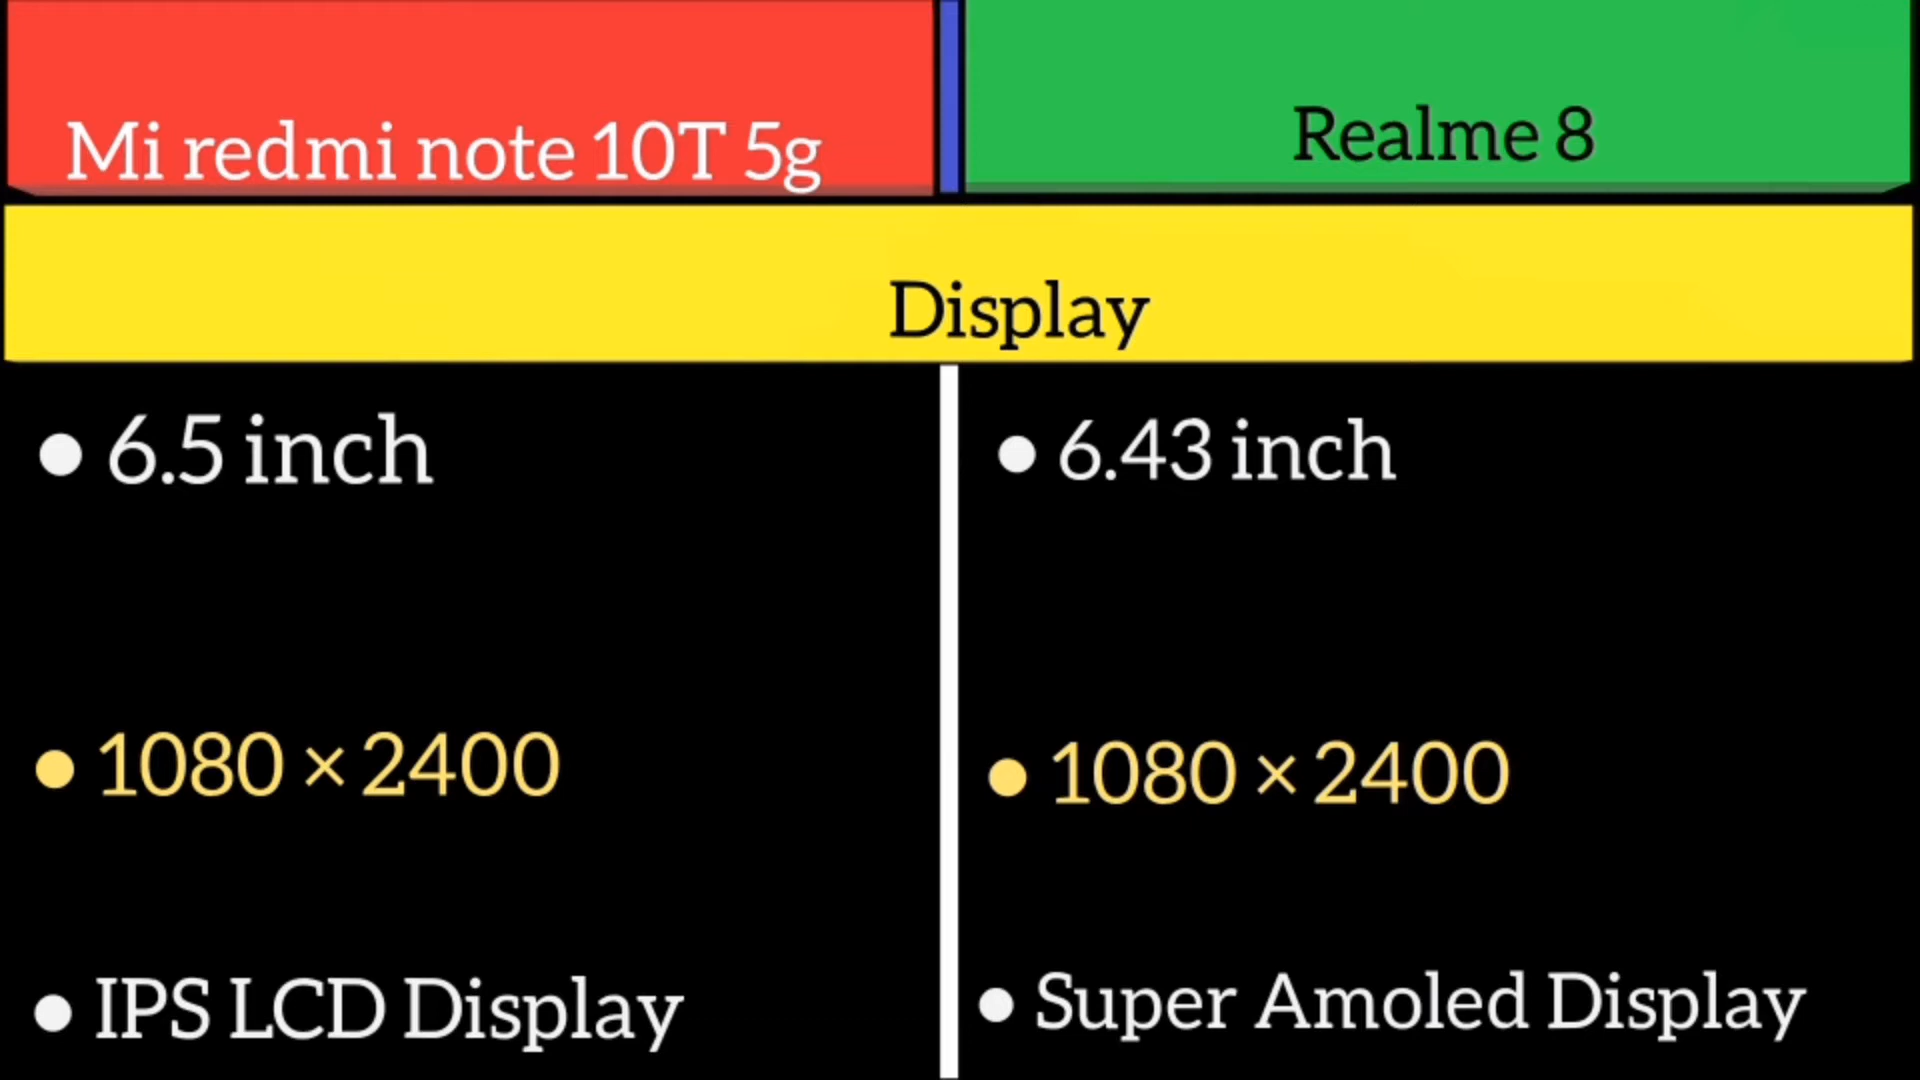 Mi redmi note 10T 5g
Realme 8
Display
● 6.5 inch
● 6.43 inch
● 1080 × 2400
● 1080 × 2400
● IPS LCD Display
● Super Amoled Display